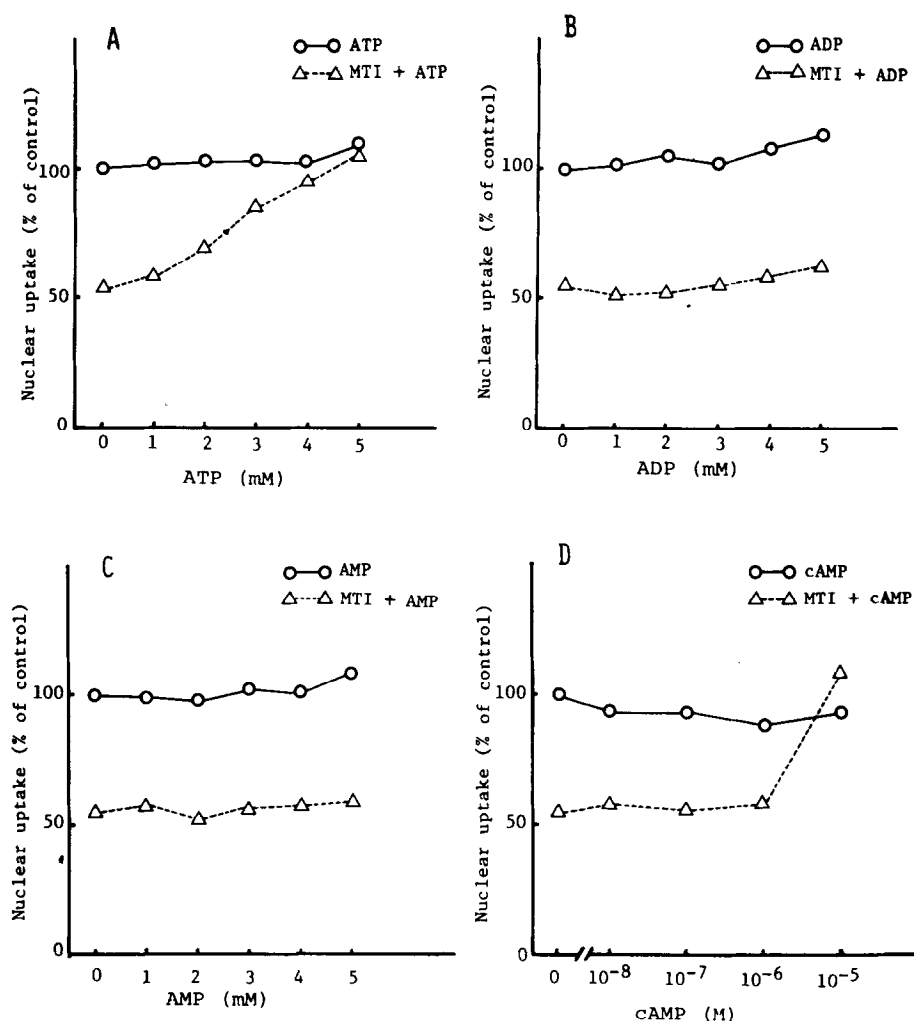 A
ATP
MTI + ATP
Nuclear uptake (% of control)
100
50
0
0 1 2 3 4 5
ATP (mM)
B
ADP
MTI + ADP
Nuclear uptake (% of control)
100
50
0
0 1 2 3 4 5
ADP (mM)
C
AMP
MTI + AMP
Nuclear uptake (% of control)
100
50
0
0 1 2 3 4 5
AMP (mM)
D
cAMP
MTI + cAMP
Nuclear uptake (% of control)
100
50
0
0 10⁻⁸ 10⁻⁷ 10⁻⁶ 10⁻⁵
cAMP (M)